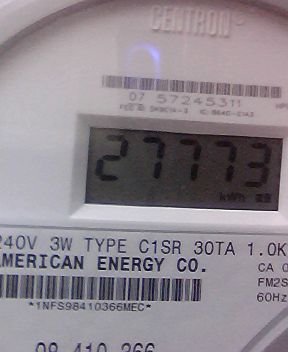 CENTRON
07 57245311
27773
kWh
240V 3W TYPE C1SR 30TA 1.0K
AMERICAN ENERGY CO.
CA 0
FM2S
60Hz
*1NFS98410366MEC*
98 410 366